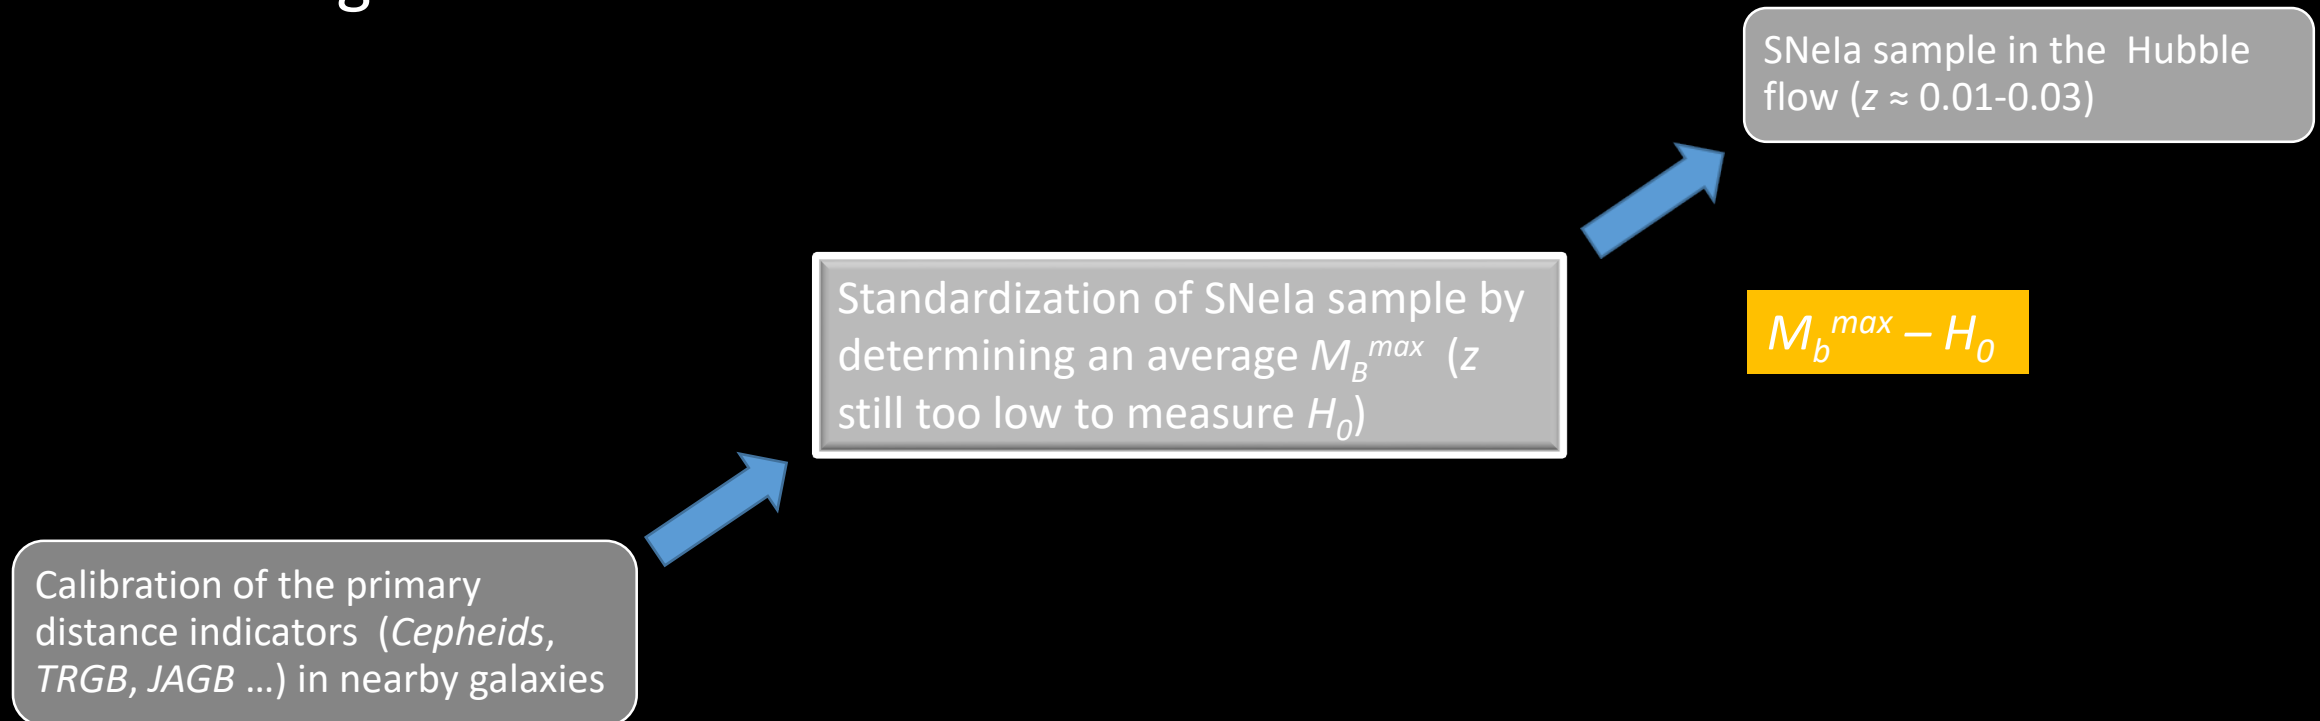 SNeIa sample in the Hubble
flow (z ≈ 0.01-0.03)
Standardization of SNeIa sample by
determining an average M_B^max (z
still too low to measure H_0)
M_b^max – H_0
Calibration of the primary
distance indicators (Cepheids,
TRGB, JAGB ...) in nearby galaxies